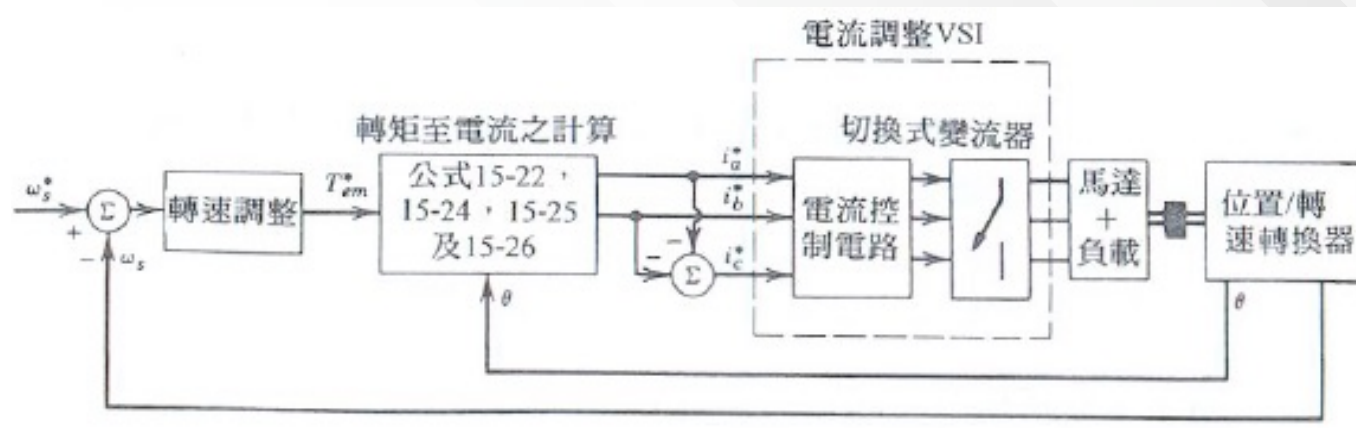 電流調整VSI
轉矩至電流之計算
切換式變流器
ω*s
Σ
+
−
ωs
轉速調整
T*em
公式15-22，
15-24，15-25
及15-26
θ
i*a
i*b
i*c
−
−
Σ
電流控
制電路
馬達
+
負載
位置/轉
速轉換器
θ